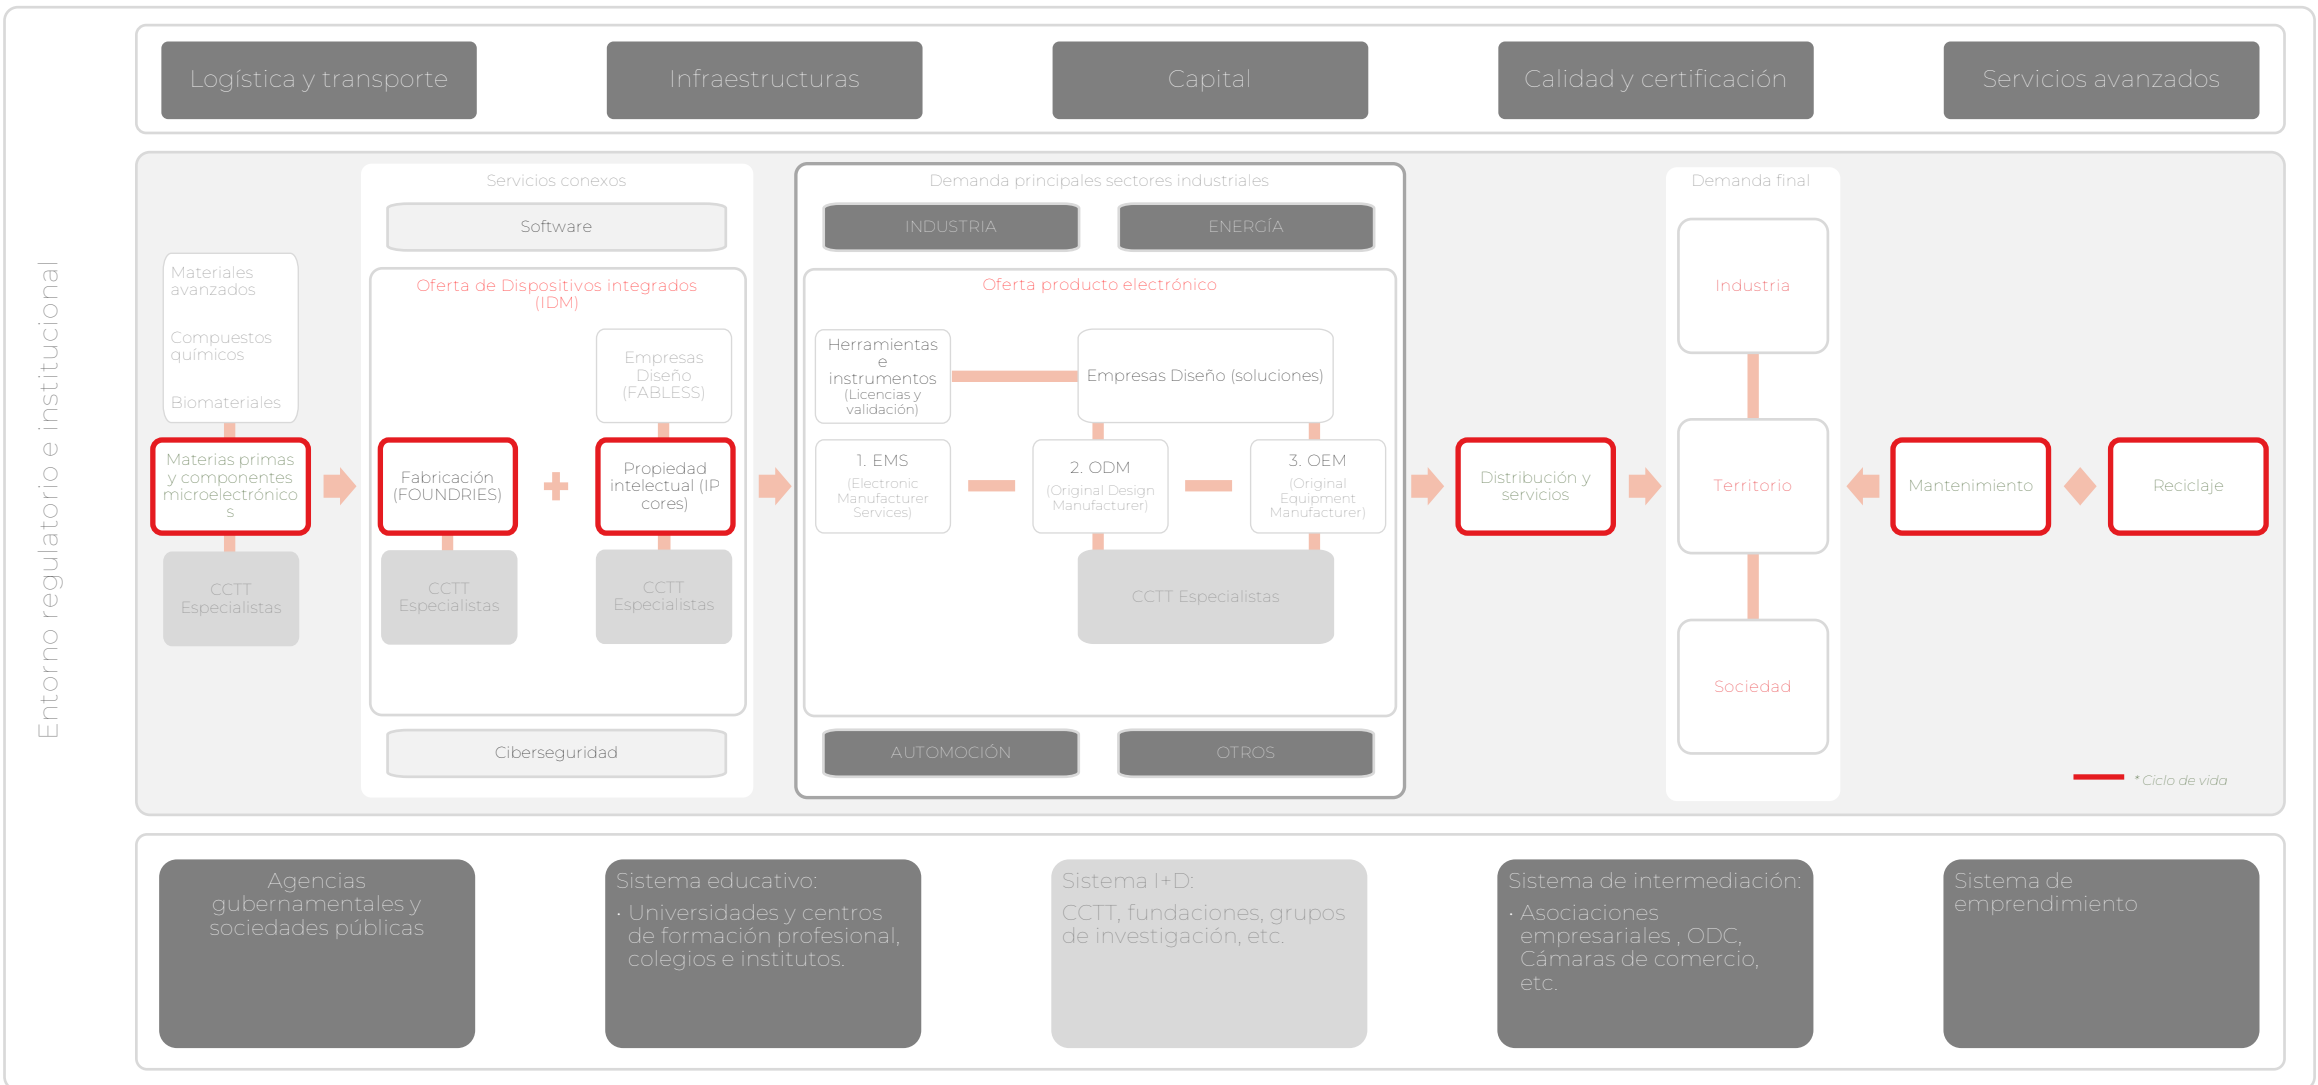 Entorno regulatorio e institucional
Logística y transporte
Infraestructuras
Capital
Calidad y certificación
Servicios avanzados
Materiales
avanzados
Compuestos
químicos
Biomateriales
Materias primas
y componentes
microelectrónico
s
CCTT
Especialistas
Servicios conexos
Software
Oferta de Dispositivos integrados
(IDM)
Empresas
Diseño
(FABLESS)
Fabricación
(FOUNDRIES)
Propiedad
intelectual (IP
cores)
CCTT
Especialistas
CCTT
Especialistas
Ciberseguridad
Demanda principales sectores industriales
INDUSTRIA
ENERGÍA
Oferta producto electrónico
Herramientas
e
instrumentos
(Licencias y
validación)
Empresas Diseño (soluciones)
1. EMS
(Electronic
Manufacturer
Services)
2. ODM
(Original Design
Manufacturer)
3. OEM
(Original
Equipment
Manufacturer)
CCTT Especialistas
AUTOMOCIÓN
OTROS
Distribución y
servicios
Demanda final
Industria
Territorio
Sociedad
Mantenimiento
Reciclaje
* Ciclo de vida
Agencias
gubernamentales y
sociedades públicas
Sistema educativo:
• Universidades y centros
de formación profesional,
colegios e institutos.
Sistema I+D:
CCTT, fundaciones, grupos
de investigación, etc.
Sistema de intermediación:
• Asociaciones
empresariales , ODC,
Cámaras de comercio,
etc.
Sistema de
emprendimiento